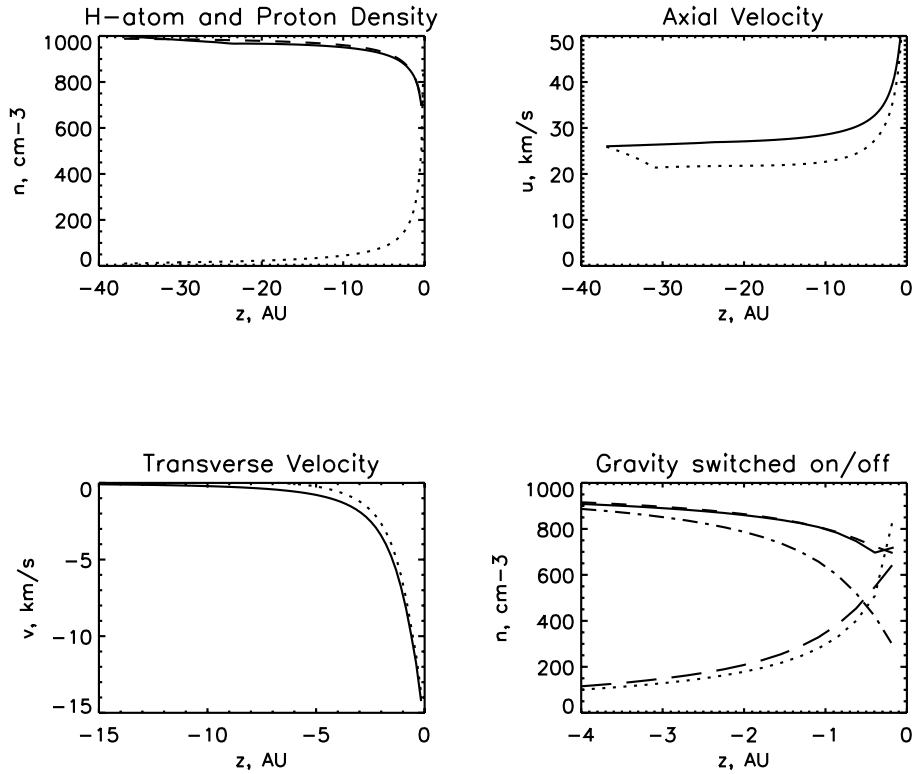 H-atom and Proton Density
n, cm-3
1000
800
600
400
200
0
-40 -30 -20 -10 0
z, AU
Axial Velocity
u, km/s
50
40
30
20
10
0
-40 -30 -20 -10 0
z, AU
Transverse Velocity
v, km/s
0
-5
-10
-15
-15 -10 -5 0
z, AU
Gravity switched on/off
n, cm-3
1000
800
600
400
200
0
-4 -3 -2 -1 0
z, AU